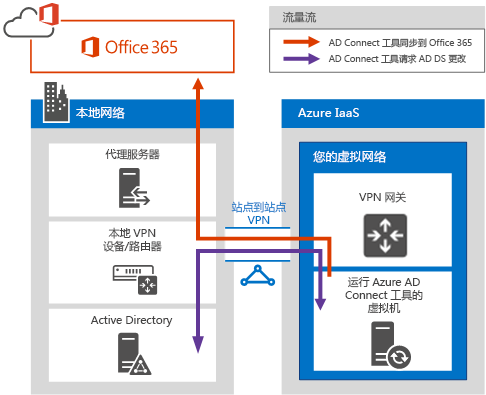 Office 365
流量流
AD Connect 工具同步到 Office 365
AD Connect 工具请求 AD DS 更改
本地网络
Azure IaaS
代理服务器
您的虚拟网络
站点到站点
VPN
VPN 网关
本地 VPN
设备/路由器
运行 Azure AD
Connect 工具的
虚拟机
Active Directory